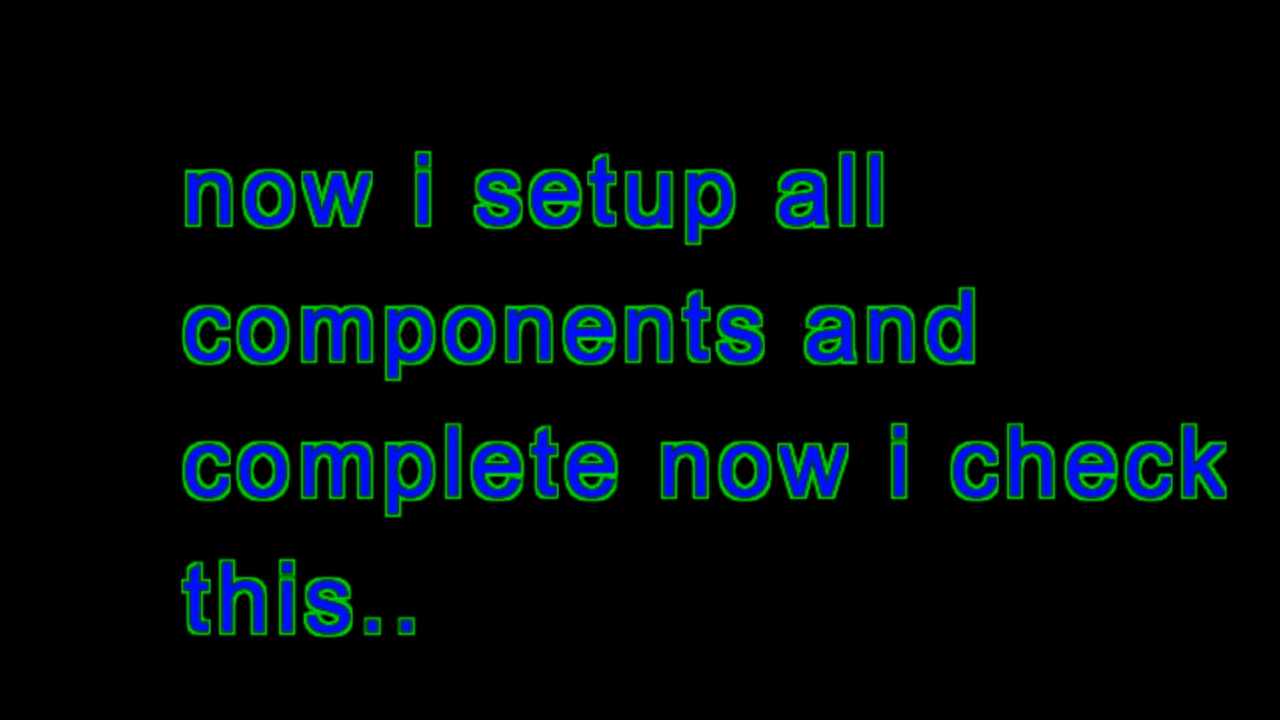 now i setup all
components and
complete now i check
this..